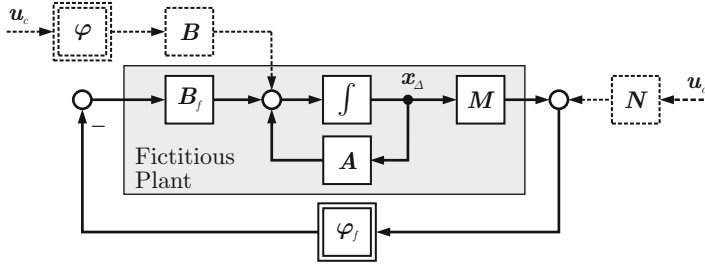 u_c
φ
B
B_f
∫
x_Δ
M
N
u_c
−
A
Fictitious
Plant
φ_f